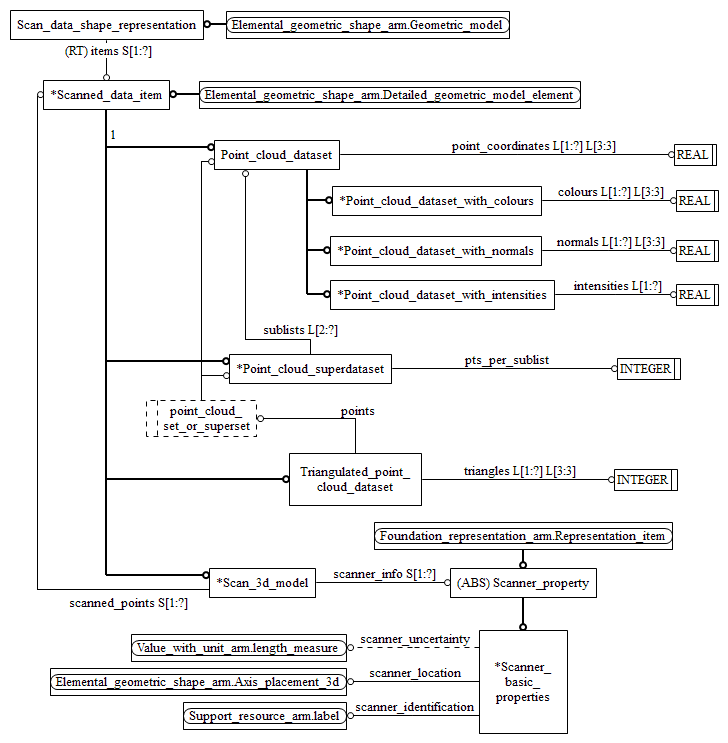 Scan_data_shape_representation
Elemental_geometric_shape_arm.Geometric_model
(RT) items S[1:?]
*Scanned_data_item
Elemental_geometric_shape_arm.Detailed_geometric_model_element
1
Point_cloud_dataset
point_coordinates L[1:?] L[3:3]
REAL
*Point_cloud_dataset_with_colours
colours L[1:?] L[3:3]
REAL
*Point_cloud_dataset_with_normals
normals L[1:?] L[3:3]
REAL
*Point_cloud_dataset_with_intensities
intensities L[1:?]
REAL
sublists L[2:?]
*Point_cloud_superdataset
pts_per_sublist
INTEGER
point_cloud_
set_or_superset
points
Triangulated_point_
cloud_dataset
triangles L[1:?] L[3:3]
INTEGER
Foundation_representation_arm.Representation_item
*Scan_3d_model
scanner_info S[1:?]
(ABS) Scanner_property
scanned_points S[1:?]
Value_with_unit_arm.length_measure
scanner_uncertainty
Elemental_geometric_shape_arm.Axis_placement_3d
scanner_location
Support_resource_arm.label
scanner_identification
*Scanner_
basic_
properties